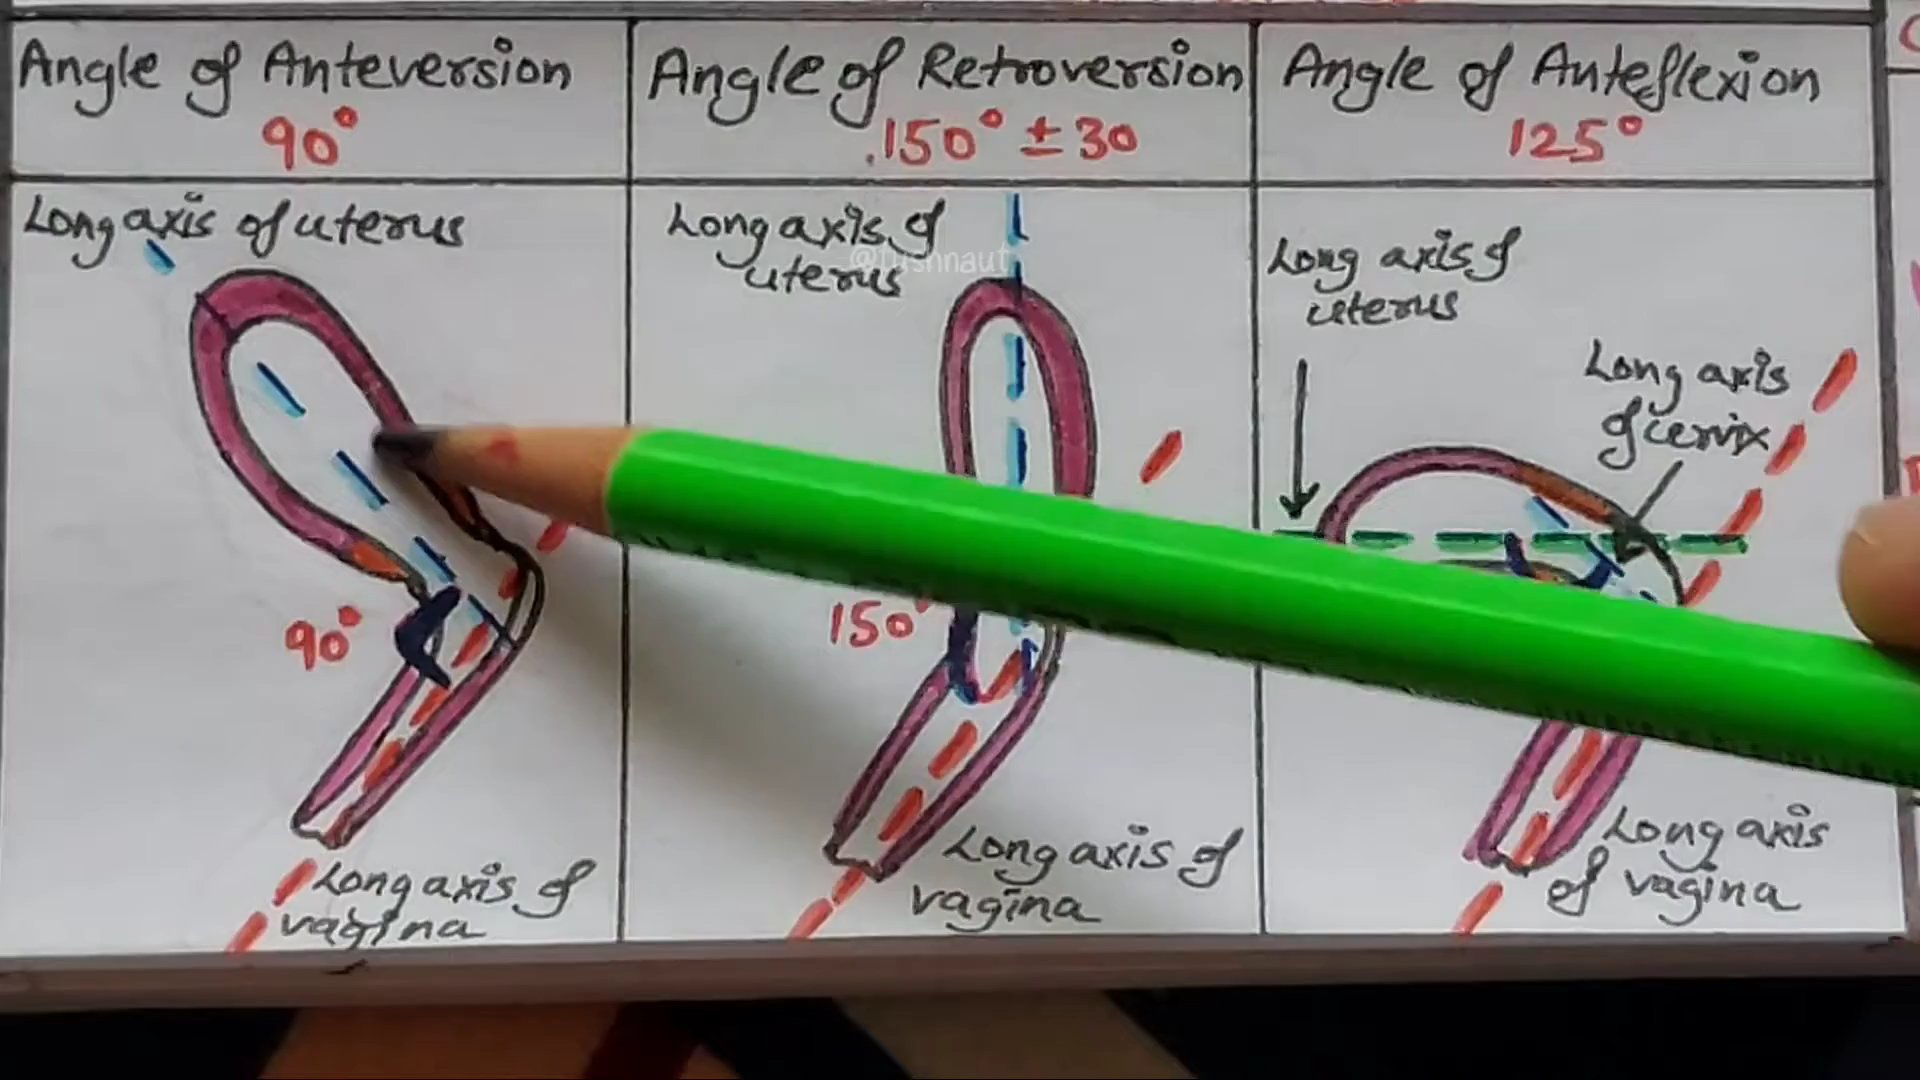 Angle of Anteversion
90°
Long axis of uterus
90°
Long axis of
vagina
Angle of Retroversion
150° ± 30
Long axis of
uterus
150°
Long axis of
vagina
Angle of Anteflexion
125°
Long axis of
uterus
Long axis
of cervix
Long axis
of vagina